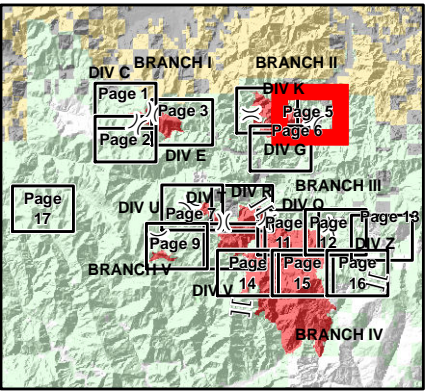 BRANCH I
BRANCH II
DIV C
DIV K
Page 1
Page 3
Page 5
Page 6
Page 2
DIV E
DIV G
BRANCH III
Page
17
DIV R
DIV U
DIV Q
Page 7
Page 13
Page
11
Page
12
Page 9
DIV Z
BRANCH V
Page
14
Page
15
Page
16
DIV V
BRANCH IV